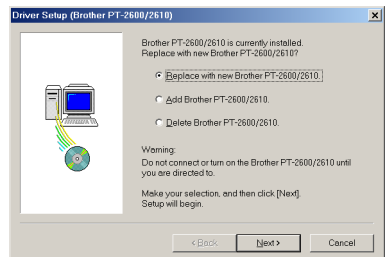 Driver Setup (Brother PT-2600/2610)
Brother PT-2600/2610 is currently installed.
Replace with new Brother PT-2600/2610?
Replace with new Brother PT-2600/2610.
Add Brother PT-2600/2610.
Delete Brother PT-2600/2610.
Warning:
Do not connect or turn on the Brother PT-2600/2610 until
you are directed to.
Make your selection, and then click [Next].
Setup will begin.
< Back Next > Cancel